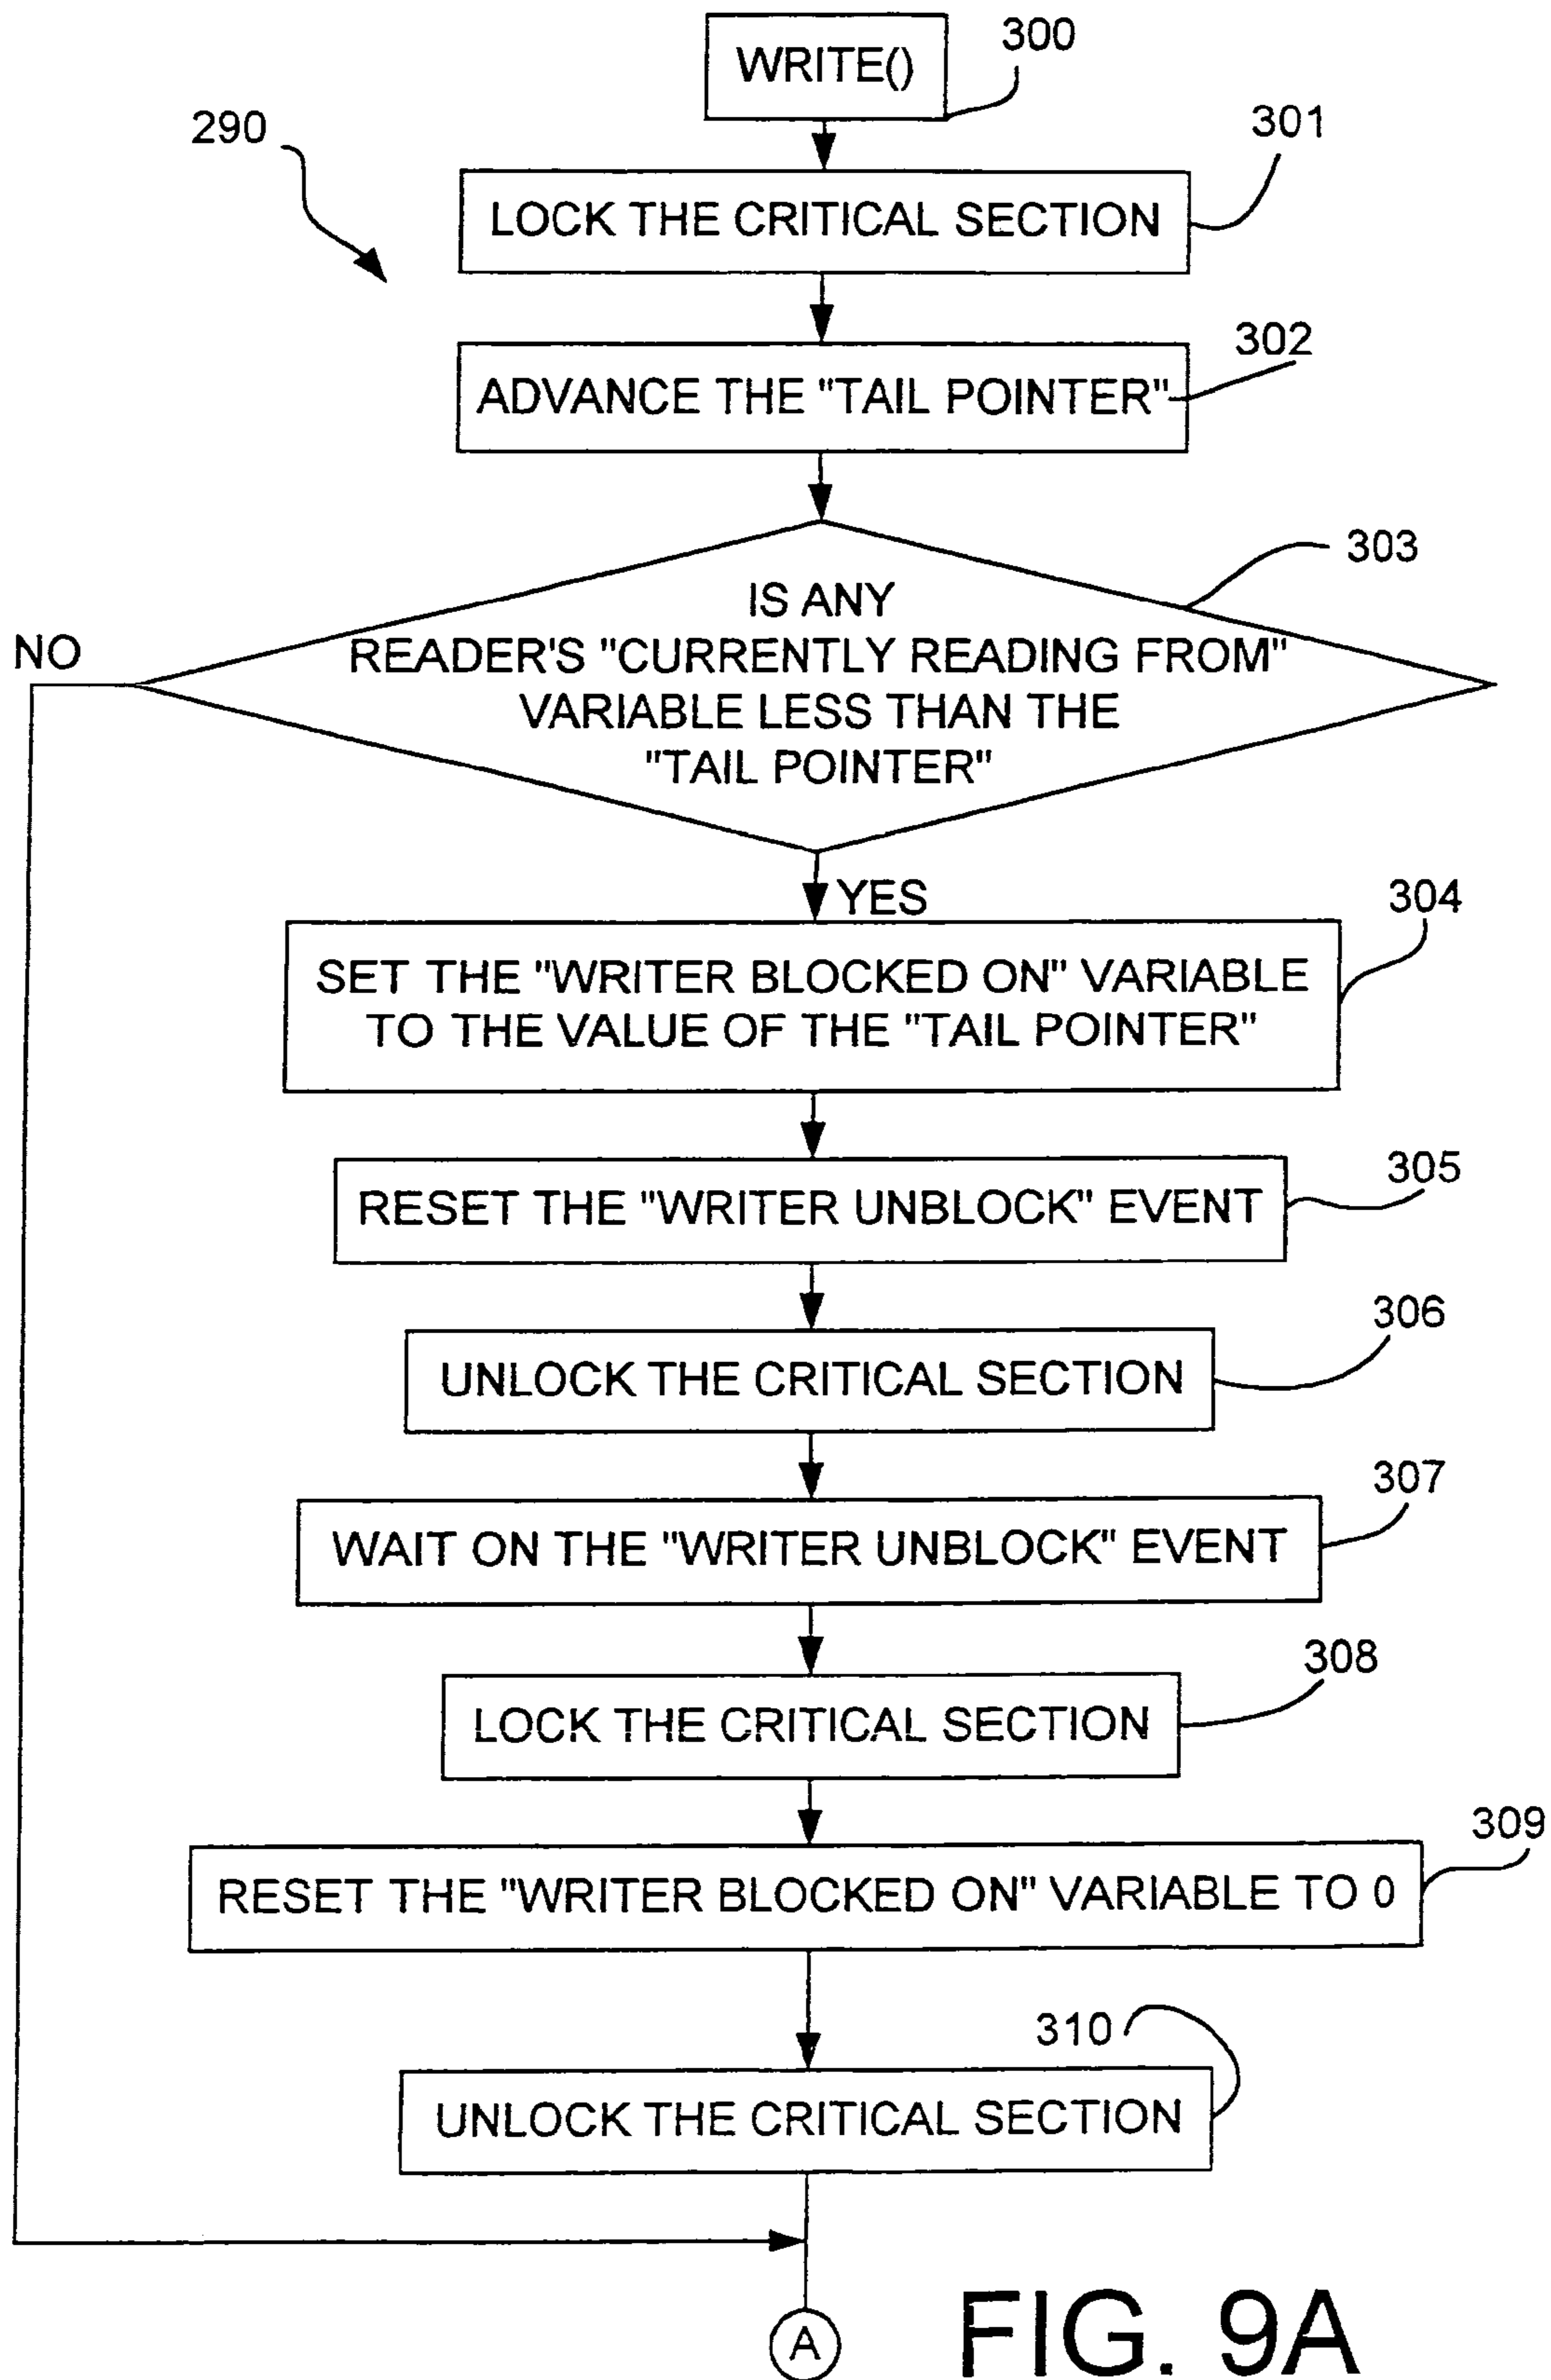 WRITE()
300
290
301
LOCK THE CRITICAL SECTION
302
ADVANCE THE "TAIL POINTER"
303
IS ANY
NO
READER'S "CURRENTLY READING FROM"
VARIABLE LESS THAN THE
"TAIL POINTER"
YES
304
SET THE "WRITER BLOCKED ON" VARIABLE
TO THE VALUE OF THE "TAIL POINTER"
305
RESET THE "WRITER UNBLOCK" EVENT
306
UNLOCK THE CRITICAL SECTION
307
WAIT ON THE "WRITER UNBLOCK" EVENT
308
LOCK THE CRITICAL SECTION
309
RESET THE "WRITER BLOCKED ON" VARIABLE TO 0
310
UNLOCK THE CRITICAL SECTION
A
FIG. 9A